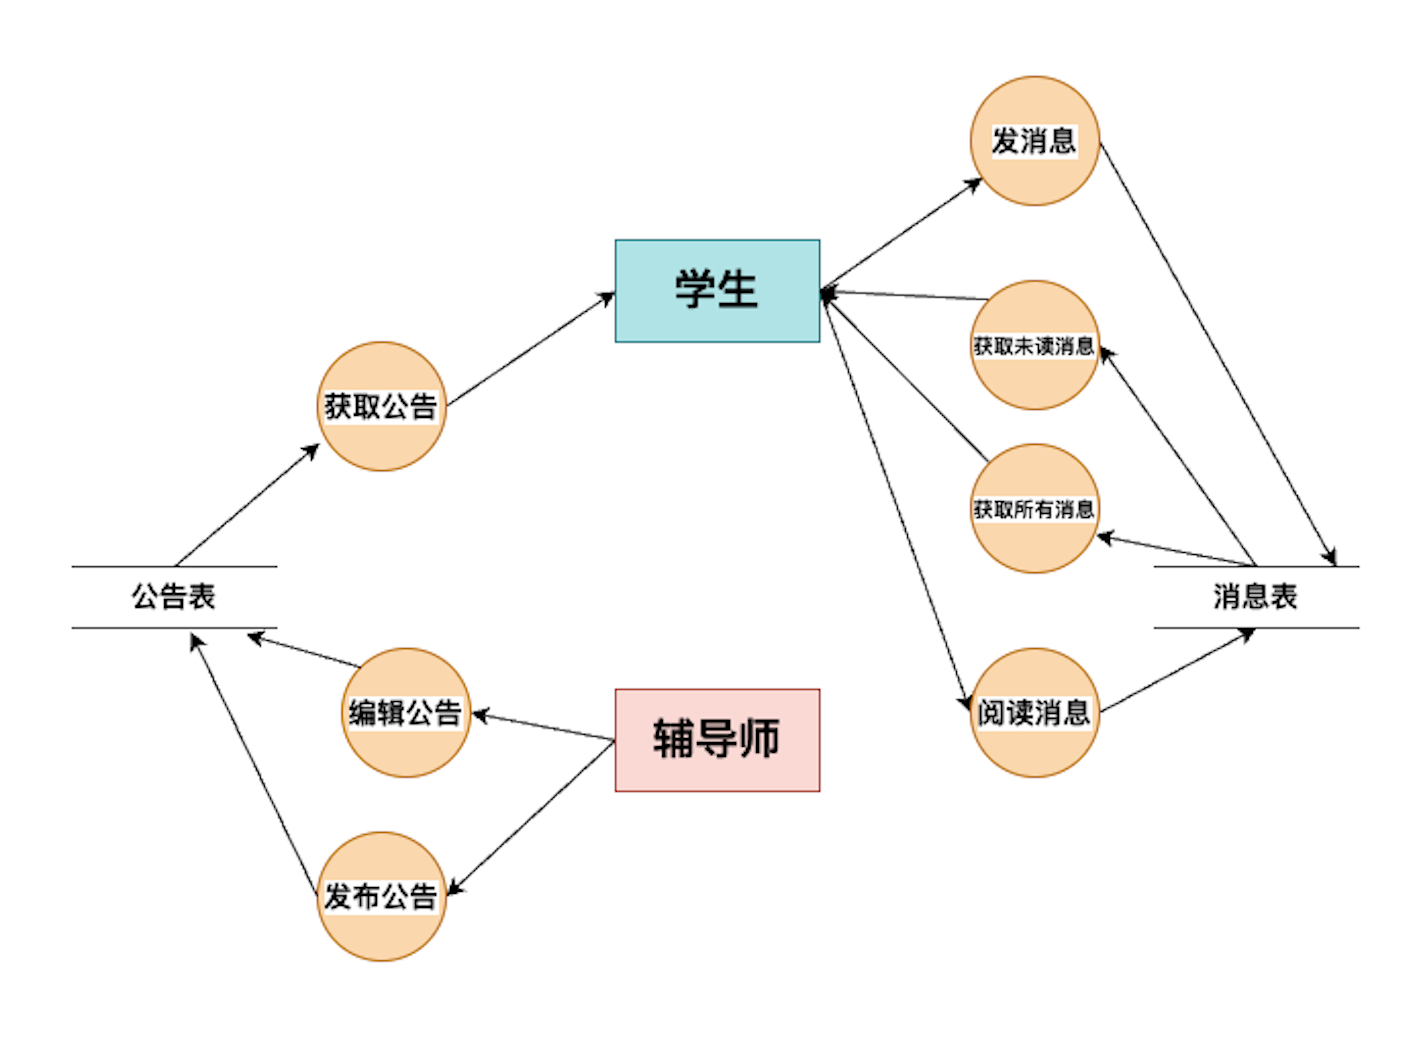 发消息
学生
获取未读消息
获取公告
获取所有消息
公告表
消息表
编辑公告
辅导师
阅读消息
发布公告